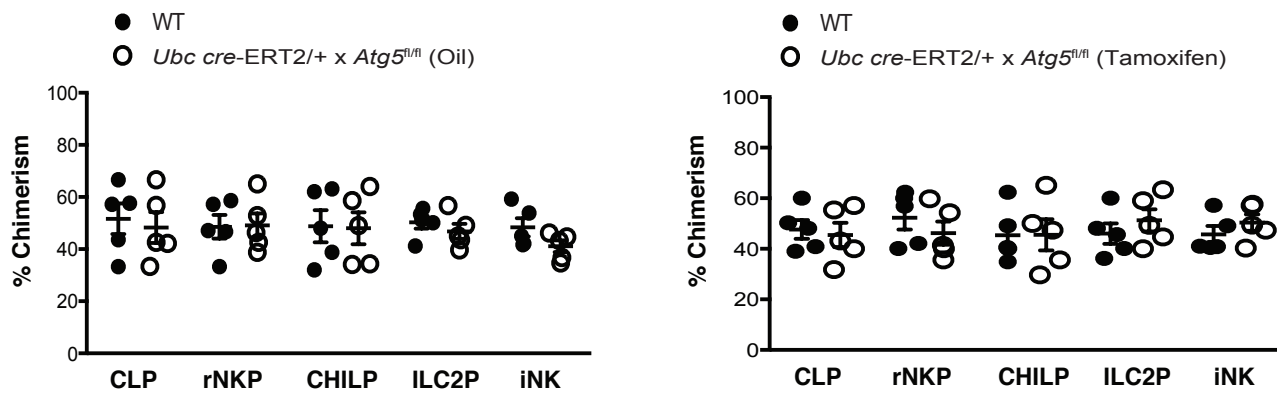 WT
Ubc cre-ERT2/+ x Atg5fl/fl (Oil)
100
80
60
40
20
0
% Chimerism
CLP rNKP CHILP ILC2P iNK
WT
Ubc cre-ERT2/+ x Atg5fl/fl (Tamoxifen)
100
80
60
40
20
0
% Chimerism
CLP rNKP CHILP ILC2P iNK